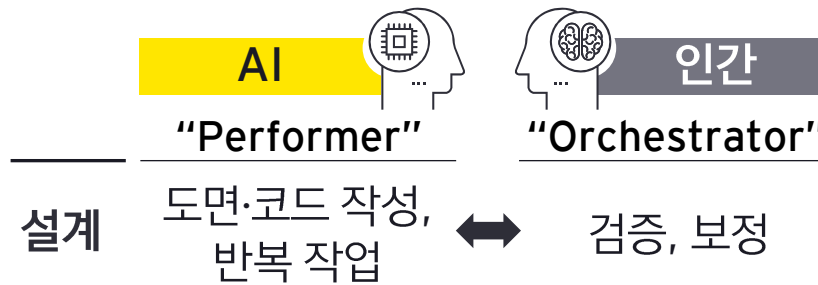 AI
인간
“Performer”
“Orchestrator”
설계
도면·코드 작성,
반복 작업
검증, 보정